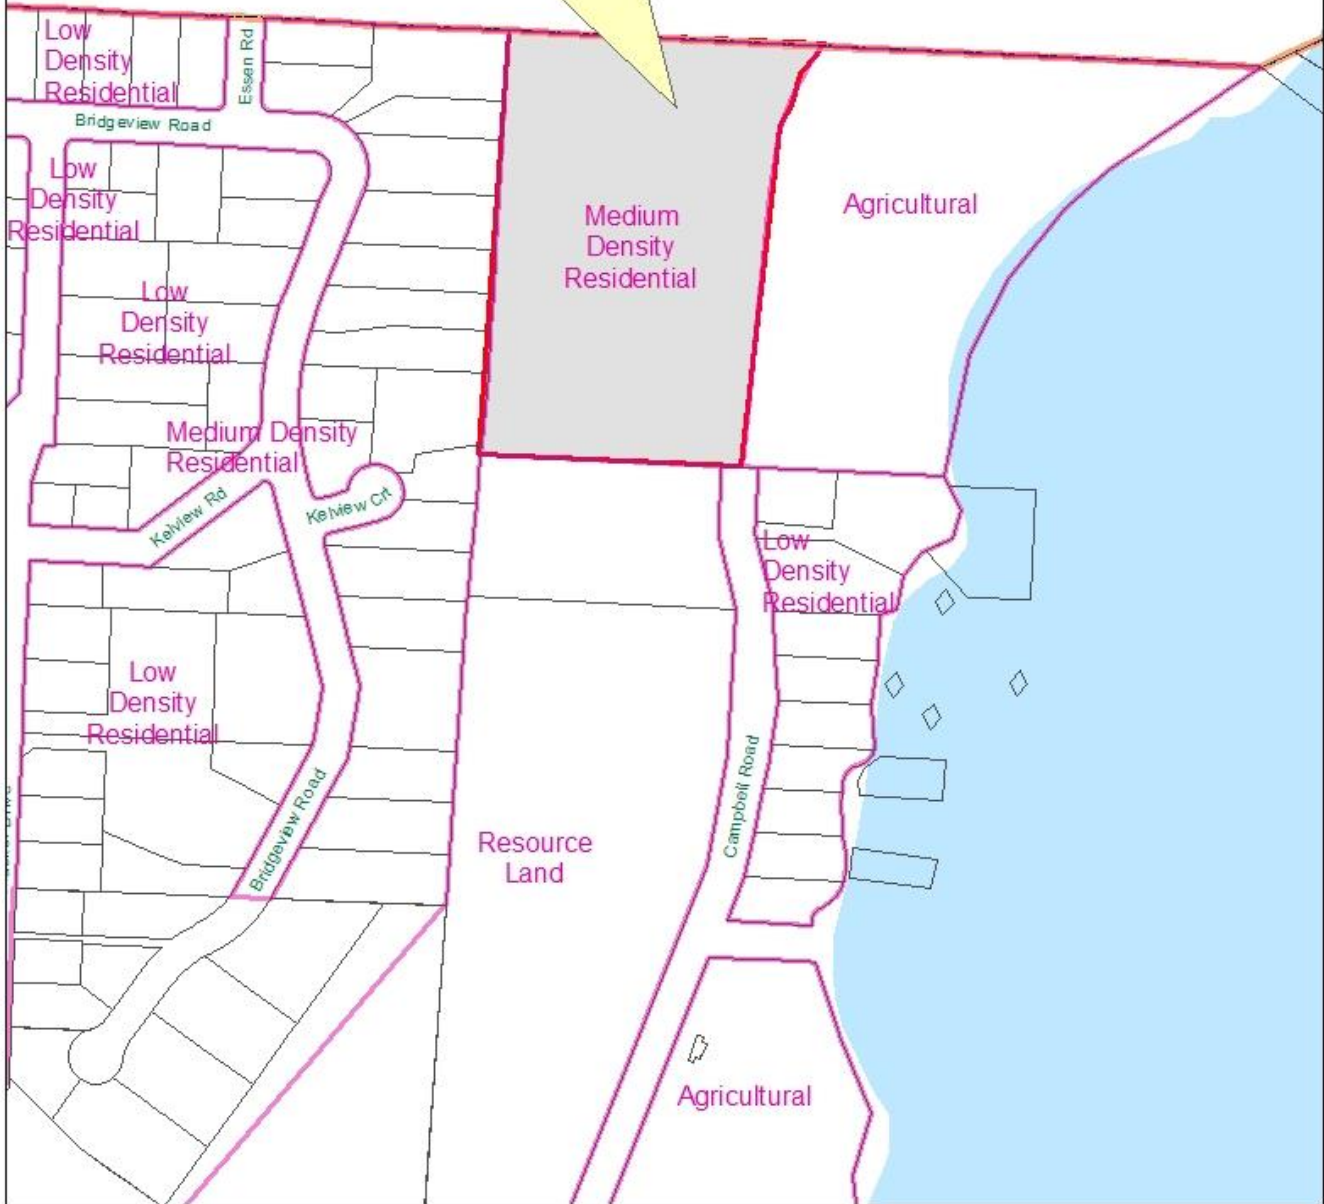 Low
Density
Residential
Essen Rd
Bridgeview Road
Low
Density
Residential
Medium
Density
Residential
Agricultural
Low
Density
Residential
Medium Density
Residential
Kelview Rd
Kelview Crt
Low
Density
Residential
Low
Density
Residential
Bridgeview Road
Campbell Road
Resource
Land
Agricultural